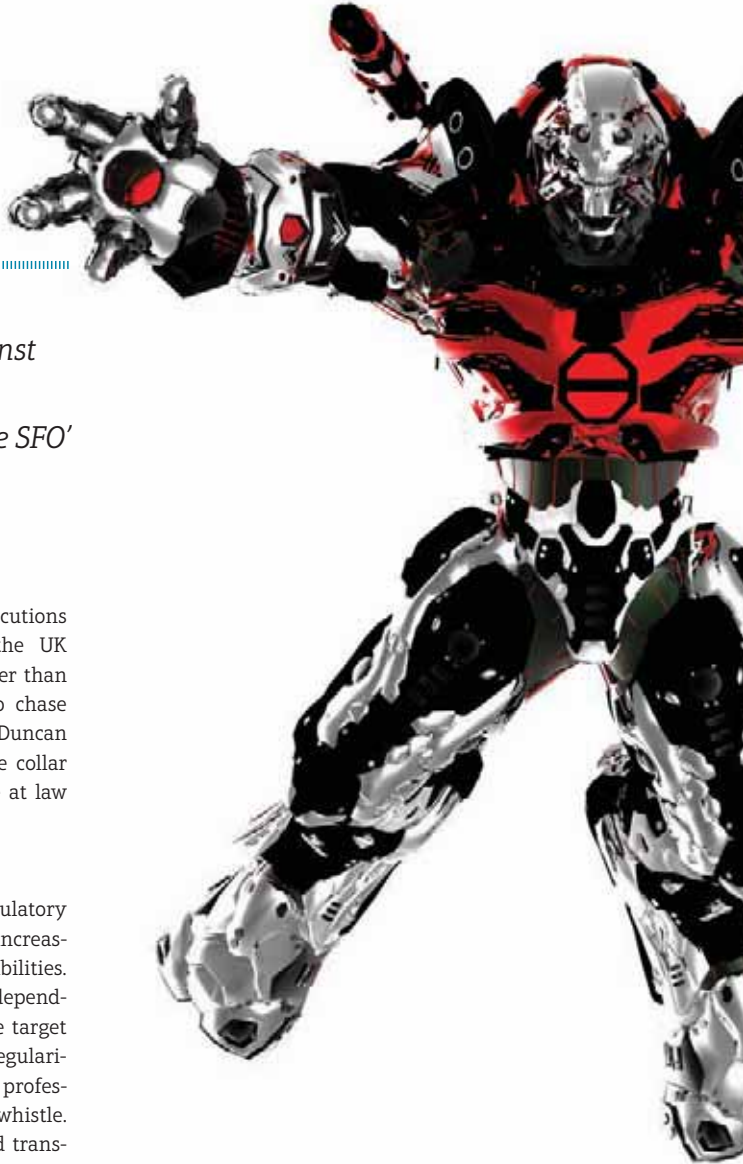 nst
e SFO’
cutions
he UK
er than
o chase
Duncan
e collar
at law
ulatory
ncreas-
bilities.
depend-
e target
egulari-
profes-
whistle.
d trans-